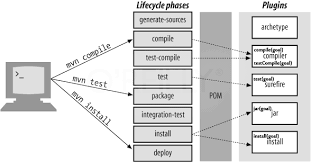 Lifecycle phases
Plugins
>_
mvn compile
mvn test
mvn install
generate-sources
compile
test-compile
test
package
integration-test
install
deploy
POM
archetype
compile(goal)
compiler
testCompile(goal)
test(goal)
surefire
jar(goal)
jar
install(goal)
install